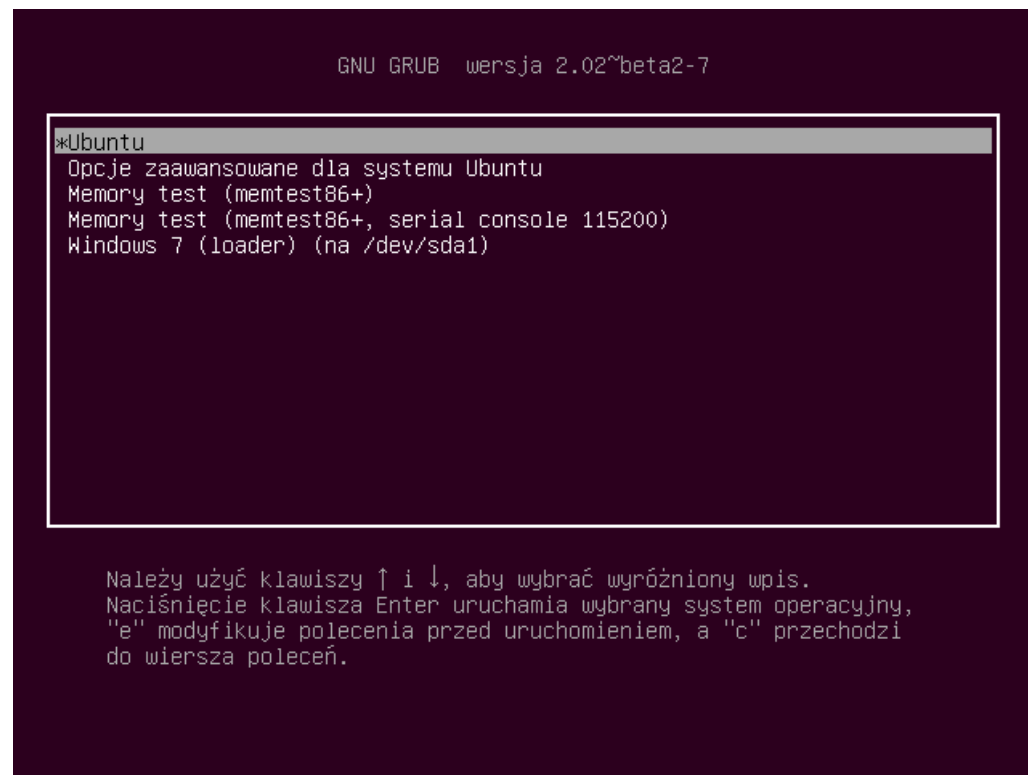 GNU GRUB  wersja 2.02~beta2-7
*Ubuntu
Opcje zaawansowane dla systemu Ubuntu
Memory test (memtest86+)
Memory test (memtest86+, serial console 115200)
Windows 7 (loader) (na /dev/sda1)
Należy użyć klawiszy ↑ i ↓, aby wybrać wyróżniony wpis.
Naciśnięcie klawisza Enter uruchamia wybrany system operacyjny,
"e" modyfikuje polecenia przed uruchomieniem, a "c" przechodzi
do wiersza poleceń.